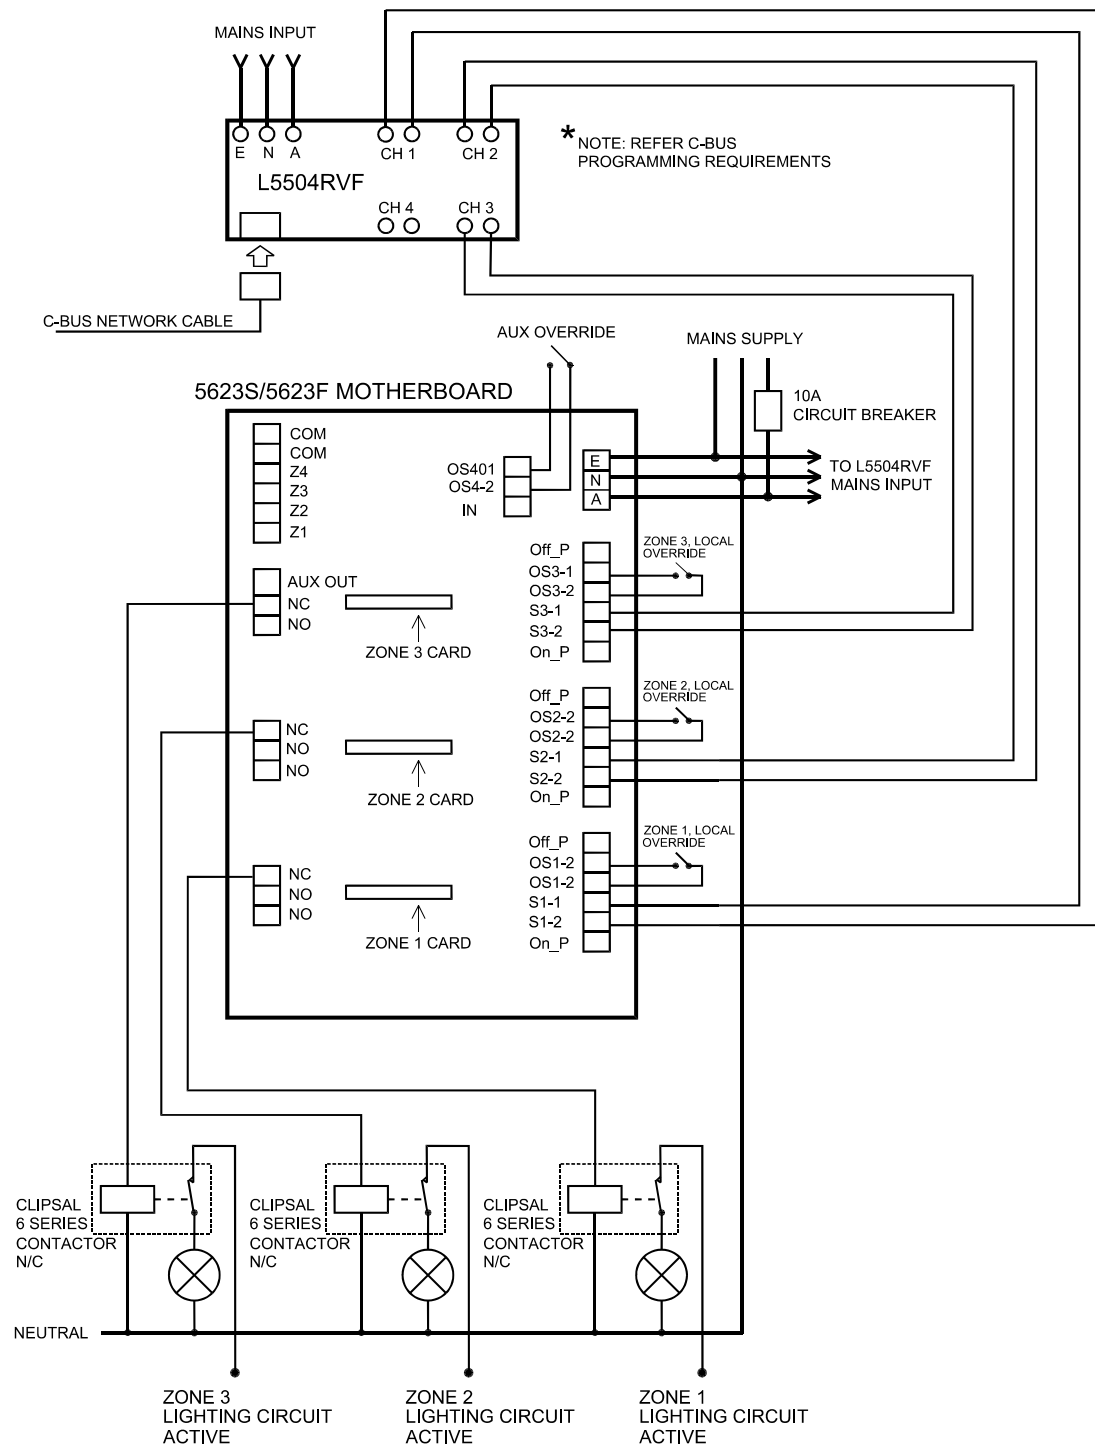 MAINS INPUT
E N A
CH 1
CH 2
* NOTE: REFER C-BUS
PROGRAMMING REQUIREMENTS
L5504RVF
CH 4
CH 3
C-BUS NETWORK CABLE
AUX OVERRIDE
MAINS SUPPLY
10A
CIRCUIT BREAKER
5623S/5623F MOTHERBOARD
COM
COM
Z4
Z3
Z2
Z1
OS401
OS4-2
IN
E
N
A
TO L5504RVF
MAINS INPUT
AUX OUT
NC
NO
ZONE 3 CARD
Off_P
OS3-1
OS3-2
S3-1
S3-2
On_P
ZONE 3, LOCAL
OVERRIDE
NC
NO
NO
ZONE 2 CARD
Off_P
OS2-2
OS2-2
S2-1
S2-2
On_P
ZONE 2, LOCAL
OVERRIDE
NC
NO
NO
ZONE 1 CARD
Off_P
OS1-2
OS1-2
S1-1
S1-2
On_P
ZONE 1, LOCAL
OVERRIDE
CLIPSAL
6 SERIES
CONTACTOR
N/C
CLIPSAL
6 SERIES
CONTACTOR
N/C
CLIPSAL
6 SERIES
CONTACTOR
N/C
NEUTRAL
ZONE 3
LIGHTING CIRCUIT
ACTIVE
ZONE 2
LIGHTING CIRCUIT
ACTIVE
ZONE 1
LIGHTING CIRCUIT
ACTIVE